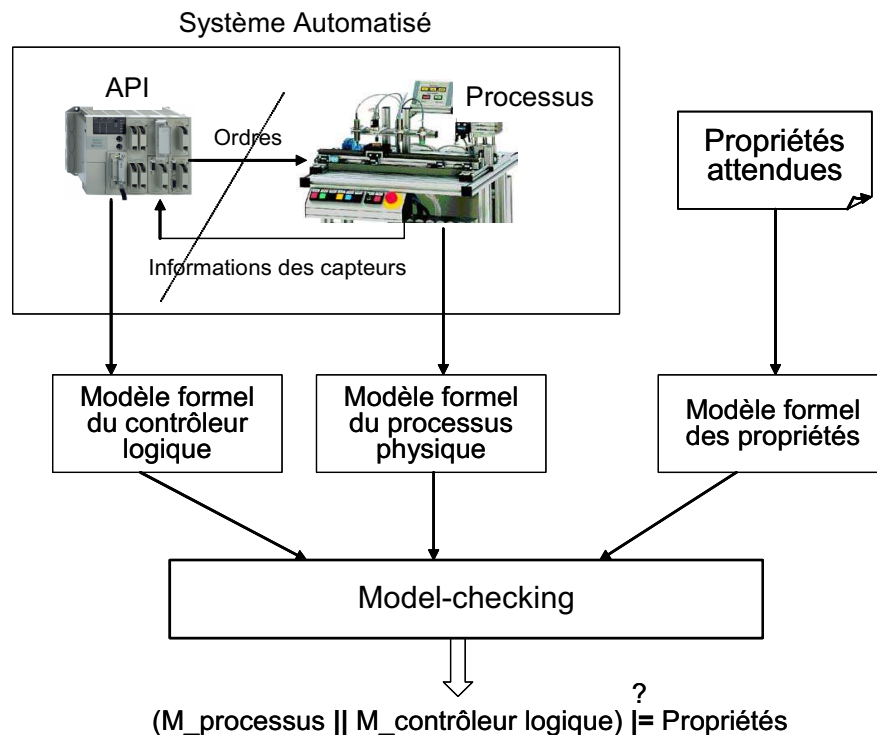 Système Automatisé
API
Processus
Ordres
Informations des capteurs
Propriétés
attendues
Modèle formel
du contrôleur
logique
Modèle formel
du processus
physique
Modèle formel
des propriétés
Model-checking
?
(M_processus || M_contrôleur logique) |= Propriétés